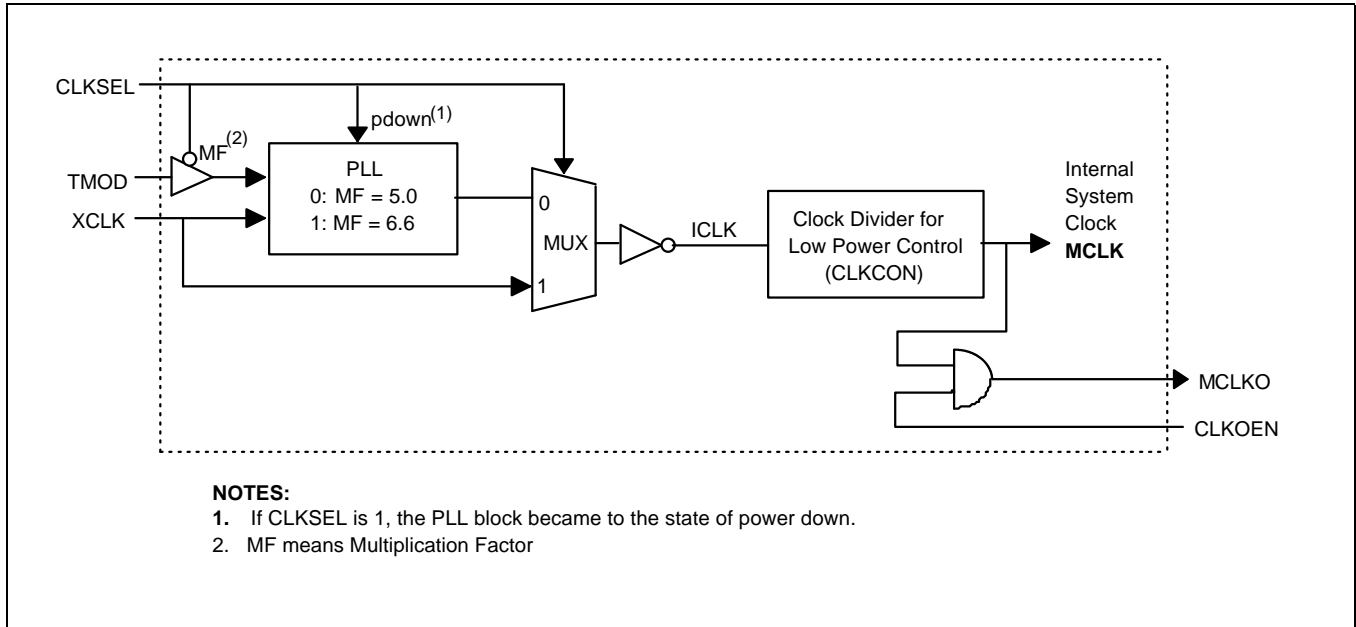 CLKSEL
pdown(1)
MF(2)
TMOD
XCLK
PLL
0: MF = 5.0
1: MF = 6.6
0
MUX
1
ICLK
Clock Divider for
Low Power Control
(CLKCON)
Internal
System
Clock
MCLK
MCLKO
CLKOEN
NOTES:
1. If CLKSEL is 1, the PLL block became to the state of power down.
2. MF means Multiplication Factor